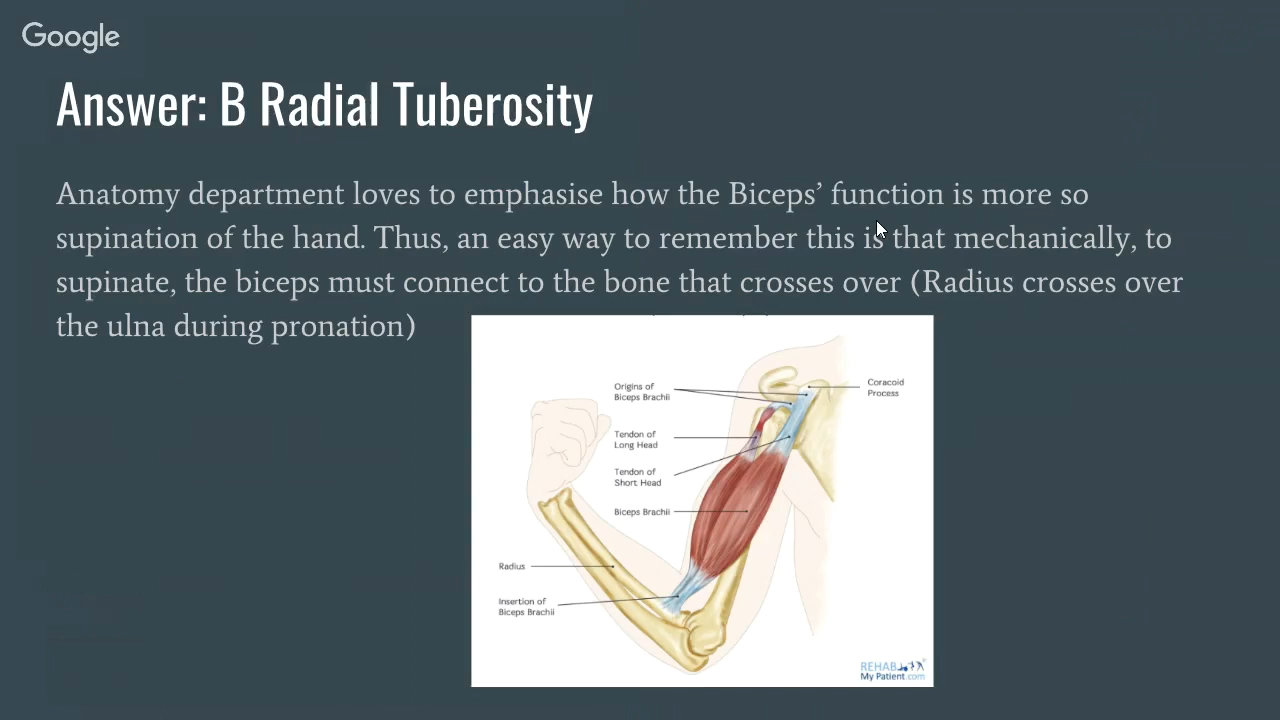 Google
Answer: B Radial Tuberosity
Anatomy department loves to emphasise how the Biceps’ function is more so
supination of the hand. Thus, an easy way to remember this is that mechanically, to
supinate, the biceps must connect to the bone that crosses over (Radius crosses over
the ulna during pronation)
Origins of
Biceps Brachii
Coracoid
Process
Tendon of
Long Head
Tendon of
Short Head
Biceps Brachii
Radius
Insertion of
Biceps Brachii
REHAB
My Patient.com